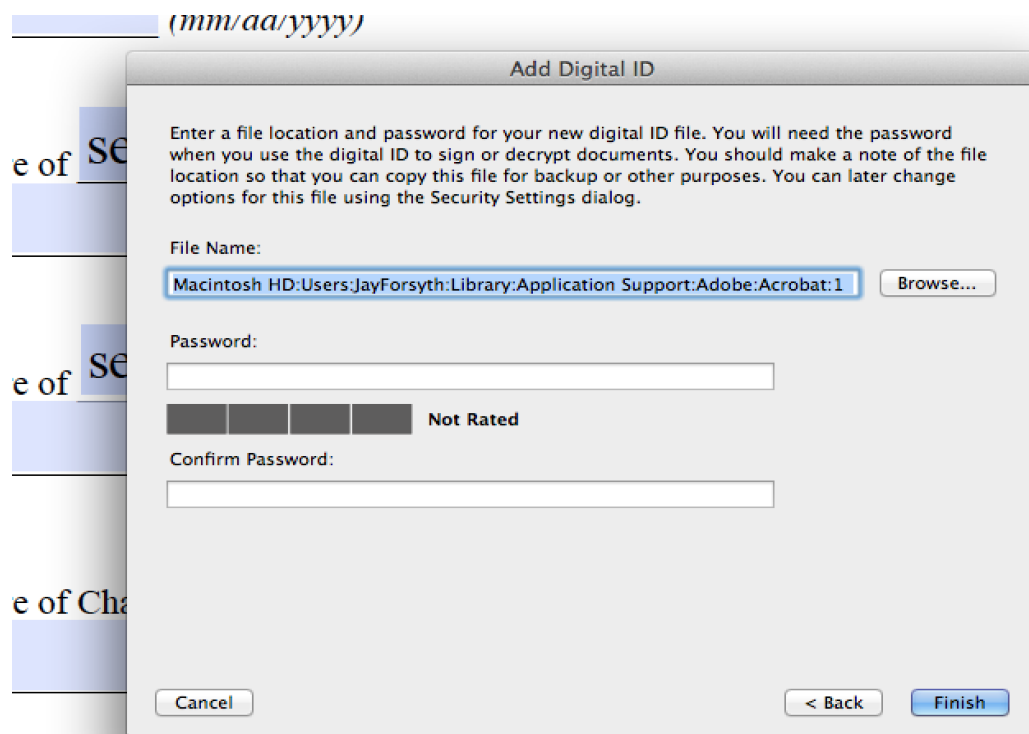 (mm/dd/yyyy)
Add Digital ID
Enter a file location and password for your new digital ID file. You will need the password
when you use the digital ID to sign or decrypt documents. You should make a note of the file
location so that you can copy this file for backup or other purposes. You can later change
options for this file using the Security Settings dialog.
e of se
File Name:
Macintosh HD:Users:JayForsyth:Library:Application Support:Adobe:Acrobat:1
Browse...
Password:
e of se
Not Rated
Confirm Password:
e of Cha
Cancel
< Back
Finish